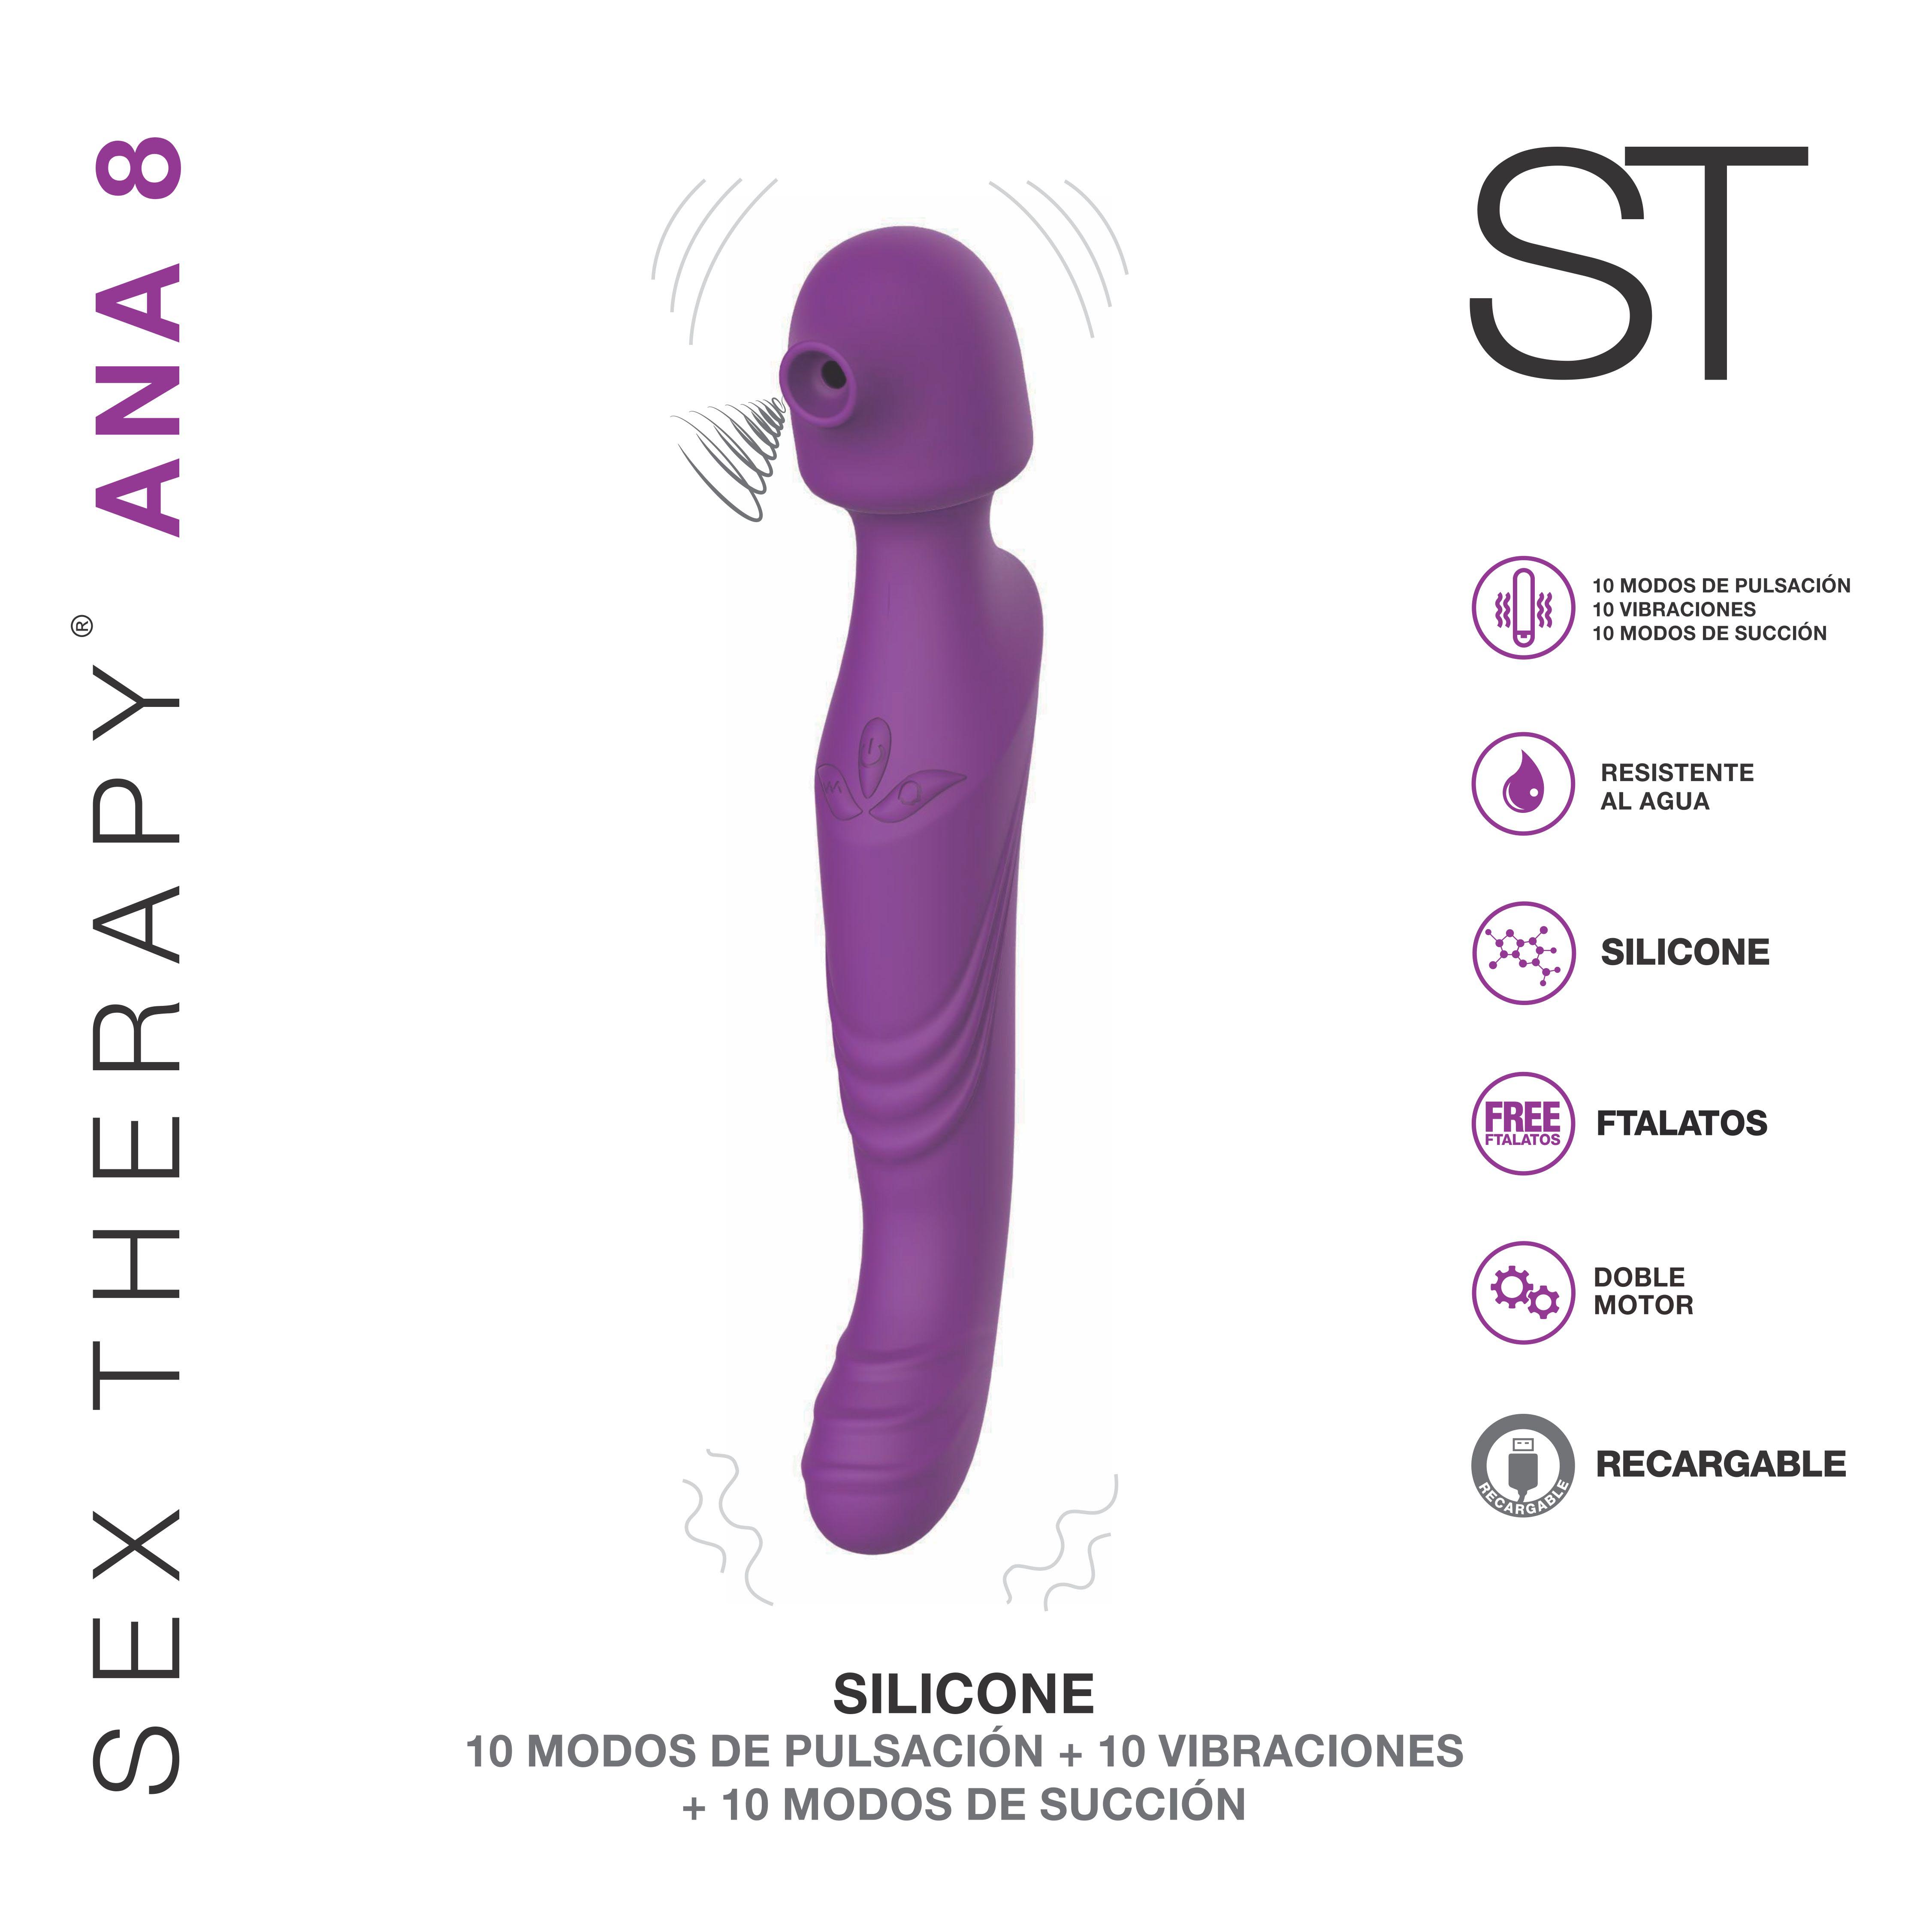 SEX THERAPY® ANA 8
ST
10 MODOS DE PULSACIÓN
10 VIBRACIONES
10 MODOS DE SUCCIÓN
RESISTENTE
AL AGUA
SILICONE
FREE
FTALATOS
FTALATOS
DOBLE
MOTOR
RECARGABLE
RECARGABLE
SILICONE
10 MODOS DE PULSACIÓN + 10 VIBRACIONES
+ 10 MODOS DE SUCCIÓN